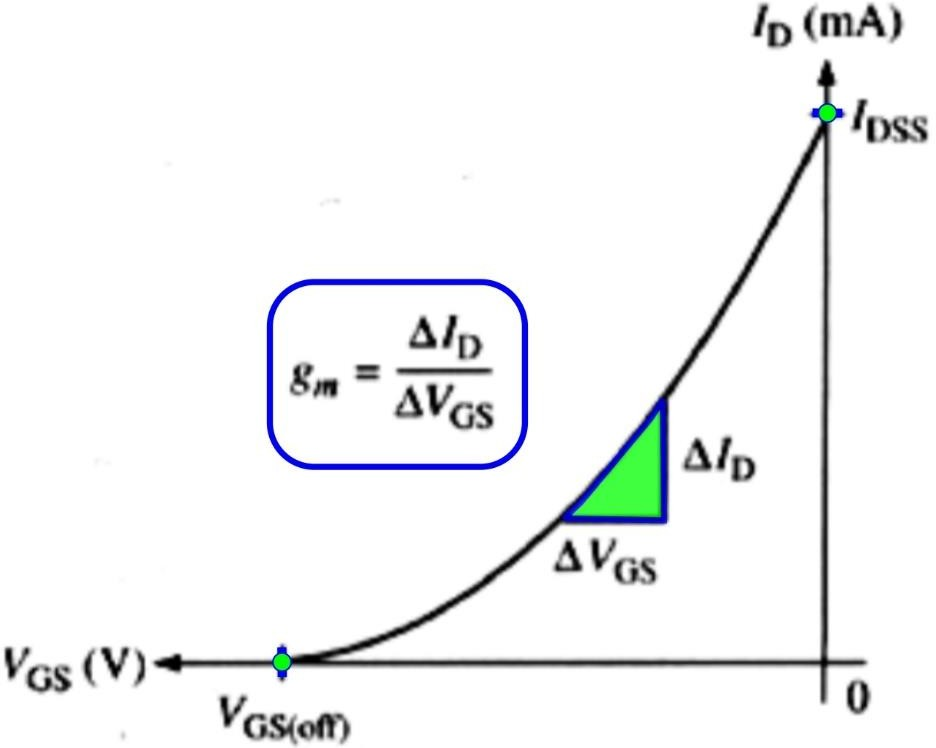 I_D (mA)
I_DSS
g_m = ΔI_D / ΔV_GS
ΔI_D
ΔV_GS
V_GS (V)
V_GS(off)
0